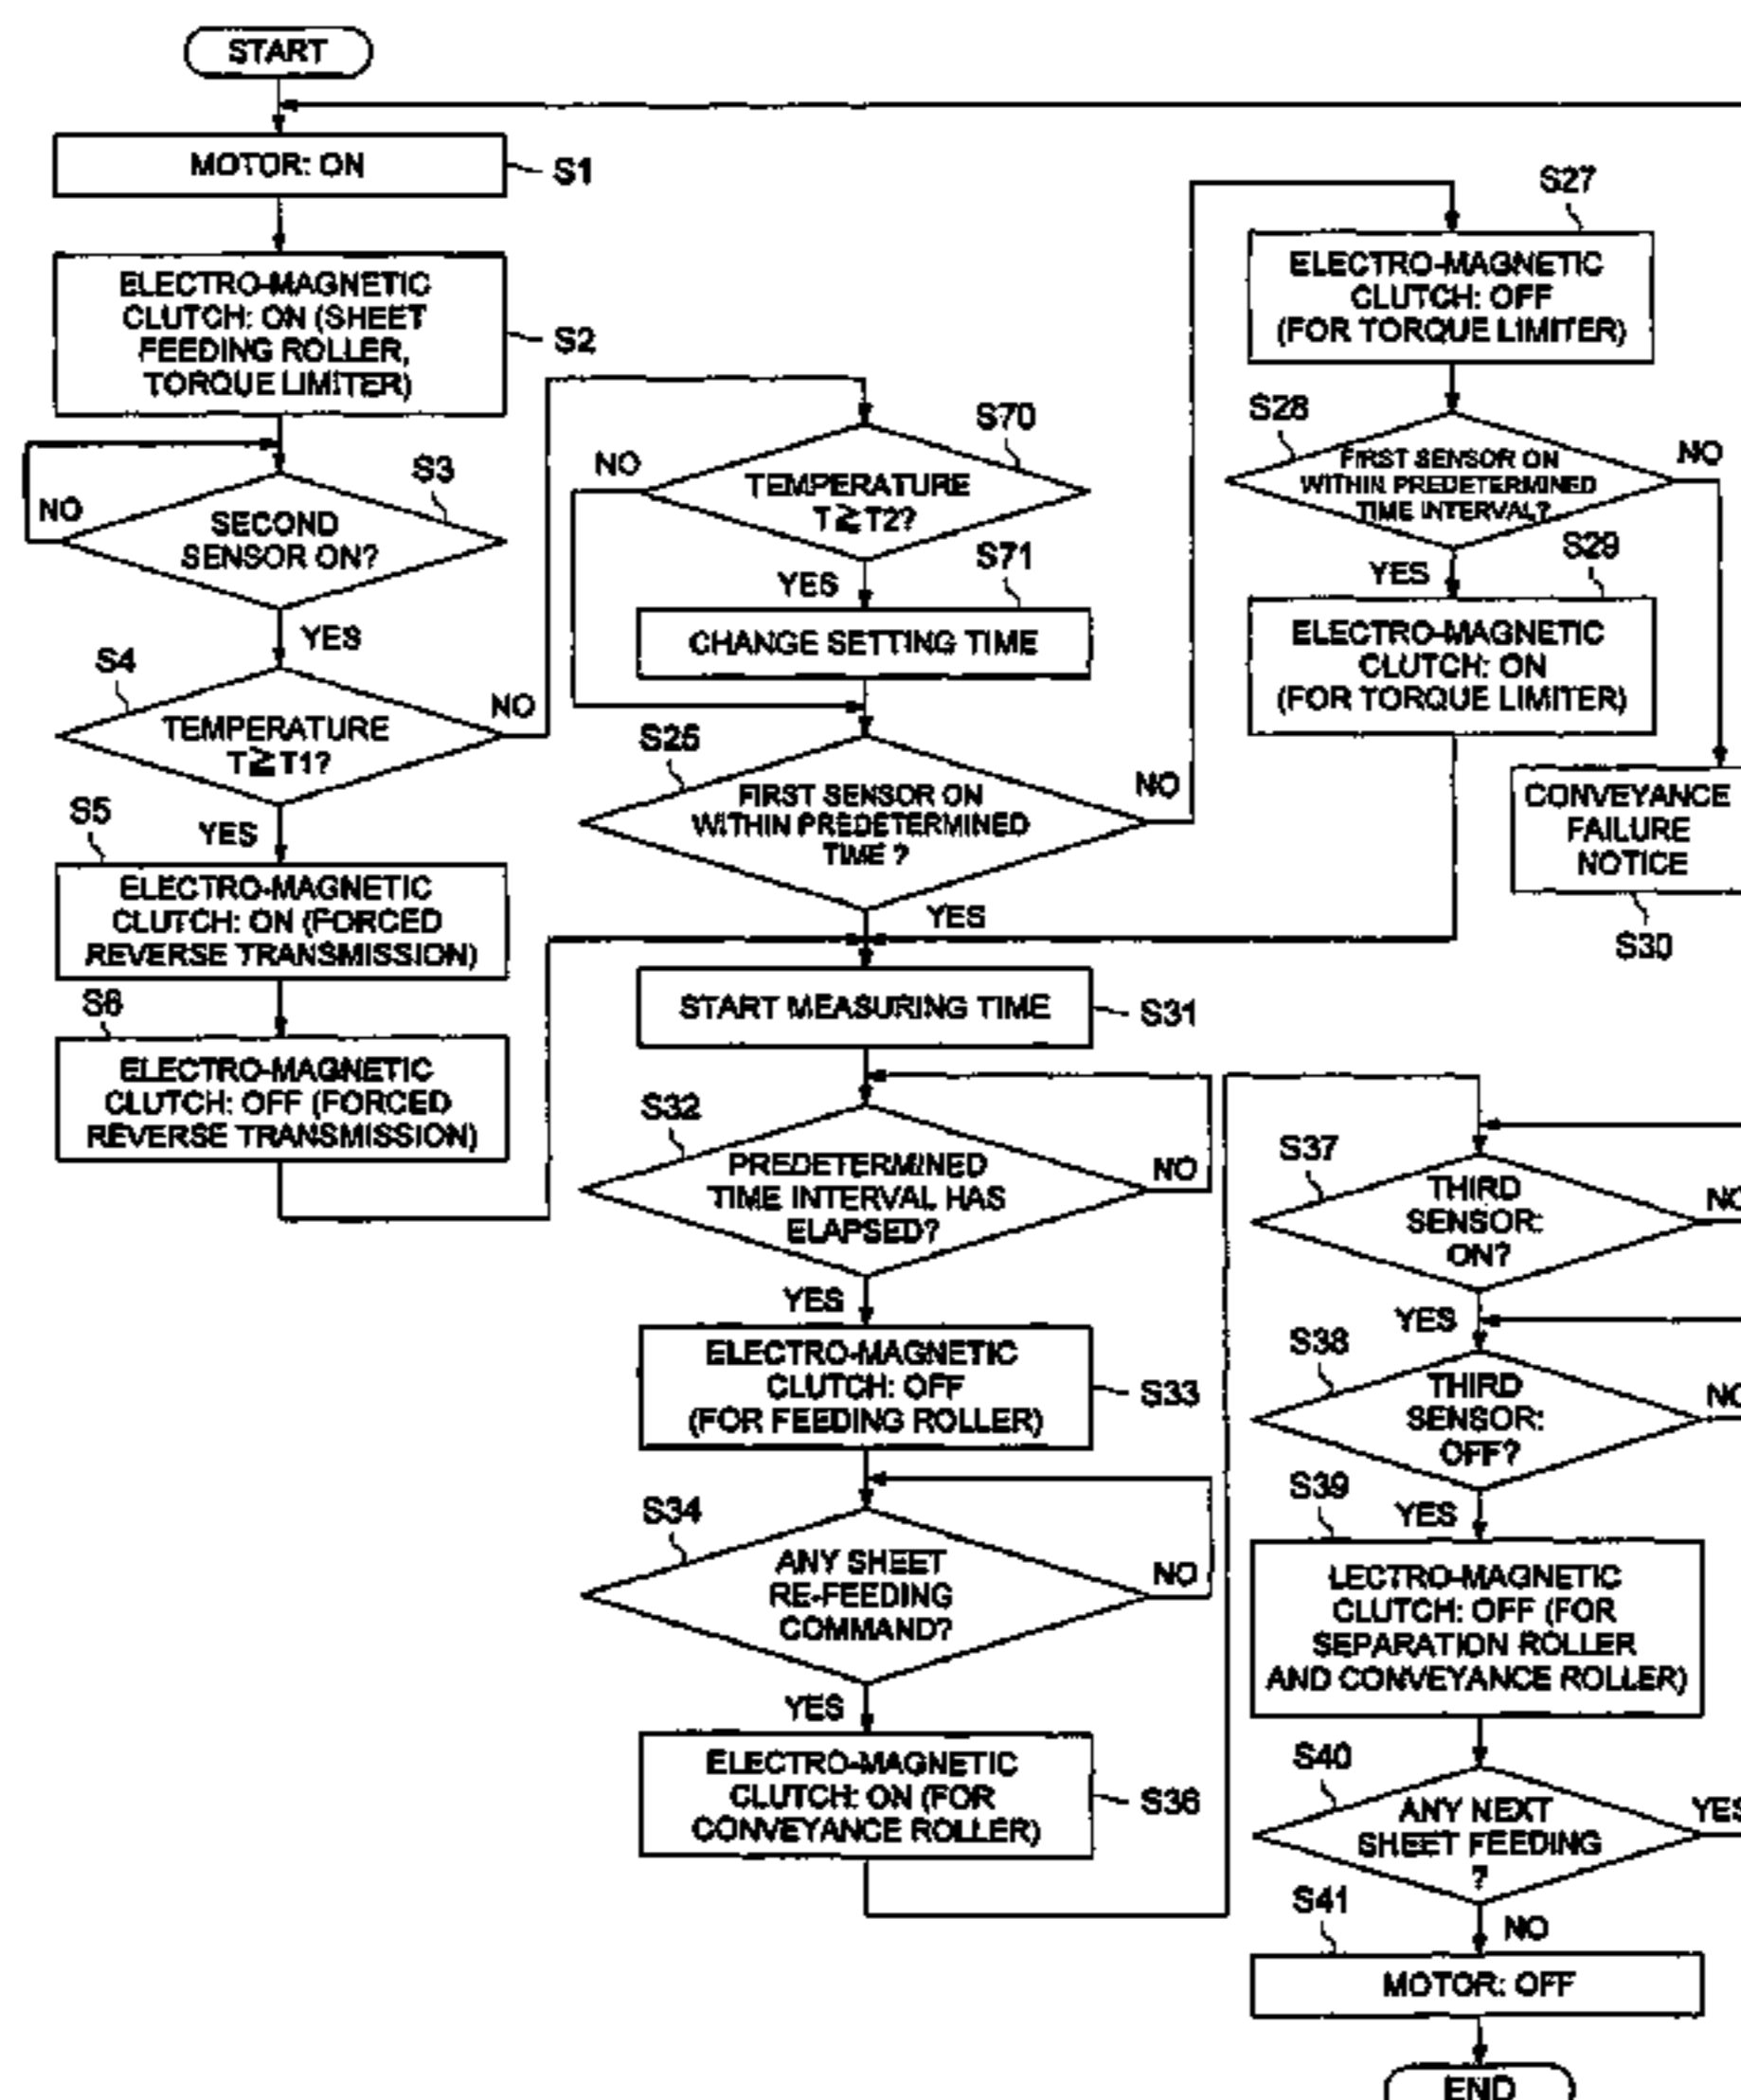 START
MOTOR: ON
S1
ELECTRO-MAGNETIC
CLUTCH: ON (SHEET
FEEDING ROLLER,
TORQUE LIMITER)
S2
S3
NO
SECOND
SENSOR ON?
YES
S4
NO
TEMPERATURE
T≧T1?
YES
S5
ELECTRO-MAGNETIC
CLUTCH: ON (FORCED
REVERSE TRANSMISSION)
S6
ELECTRO-MAGNETIC
CLUTCH: OFF (FORCED
REVERSE TRANSMISSION)
S70
NO
TEMPERATURE
T≧T2?
S71
YES
CHANGE SETTING TIME
S25
NO
FIRST SENSOR ON
WITHIN PREDETERMINED
TIME ?
YES
START MEASURING TIME
S31
S32
NO
PREDETERMINED
TIME INTERVAL HAS
ELAPSED?
YES
ELECTRO-MAGNETIC
CLUTCH: OFF
(FOR FEEDING ROLLER)
S33
S34
NO
ANY SHEET
RE-FEEDING
COMMAND?
YES
ELECTRO-MAGNETIC
CLUTCH: ON (FOR
CONVEYANCE ROLLER)
S36
S27
ELECTRO-MAGNETIC
CLUTCH: OFF
(FOR TORQUE LIMITER)
S28
NO
FIRST SENSOR ON
WITHIN PREDETERMINED
TIME INTERVAL?
S29
YES
ELECTRO-MAGNETIC
CLUTCH: ON
(FOR TORQUE LIMITER)
CONVEYANCE
FAILURE
NOTICE
S30
S37
NO
THIRD
SENSOR:
ON?
YES
S38
NO
THIRD
SENSOR:
OFF?
S39
YES
LECTRO-MAGNETIC
CLUTCH: OFF (FOR
SEPARATION ROLLER
AND CONVEYANCE ROLLER)
S40
YES
ANY NEXT
SHEET FEEDING
?
S41
NO
MOTOR: OFF
END